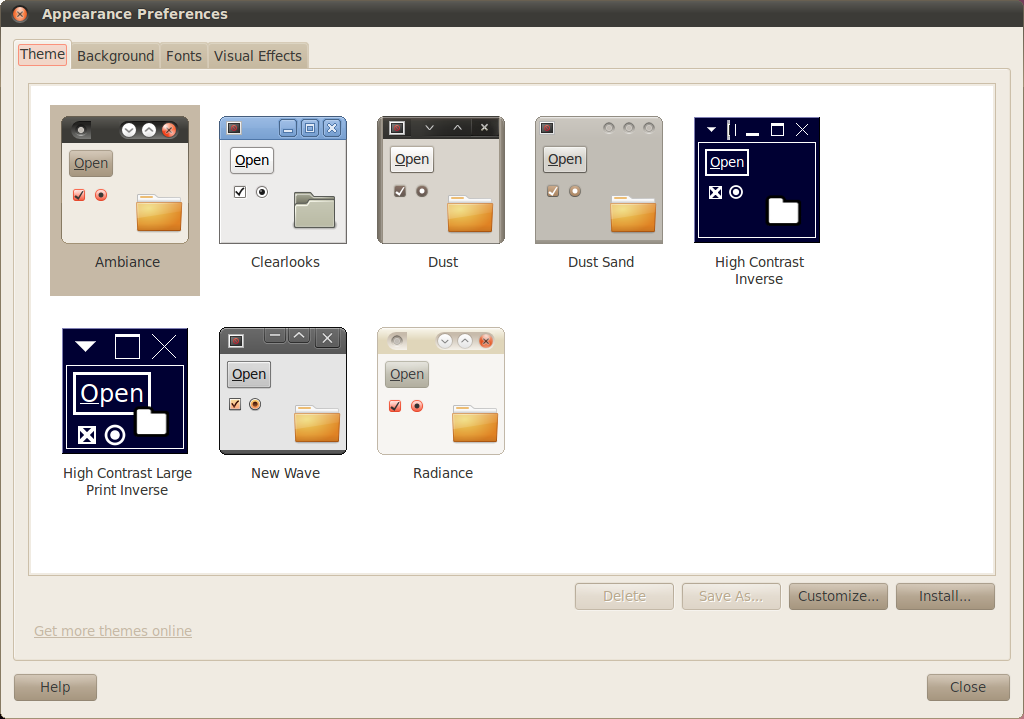 Appearance Preferences
Theme Background Fonts Visual Effects
Open Open Open Open Open
Ambiance Clearlooks Dust Dust Sand High Contrast
Inverse
Open Open Open
High Contrast Large
Print Inverse New Wave Radiance
Delete Save As... Customize... Install...
Get more themes online
Help Close